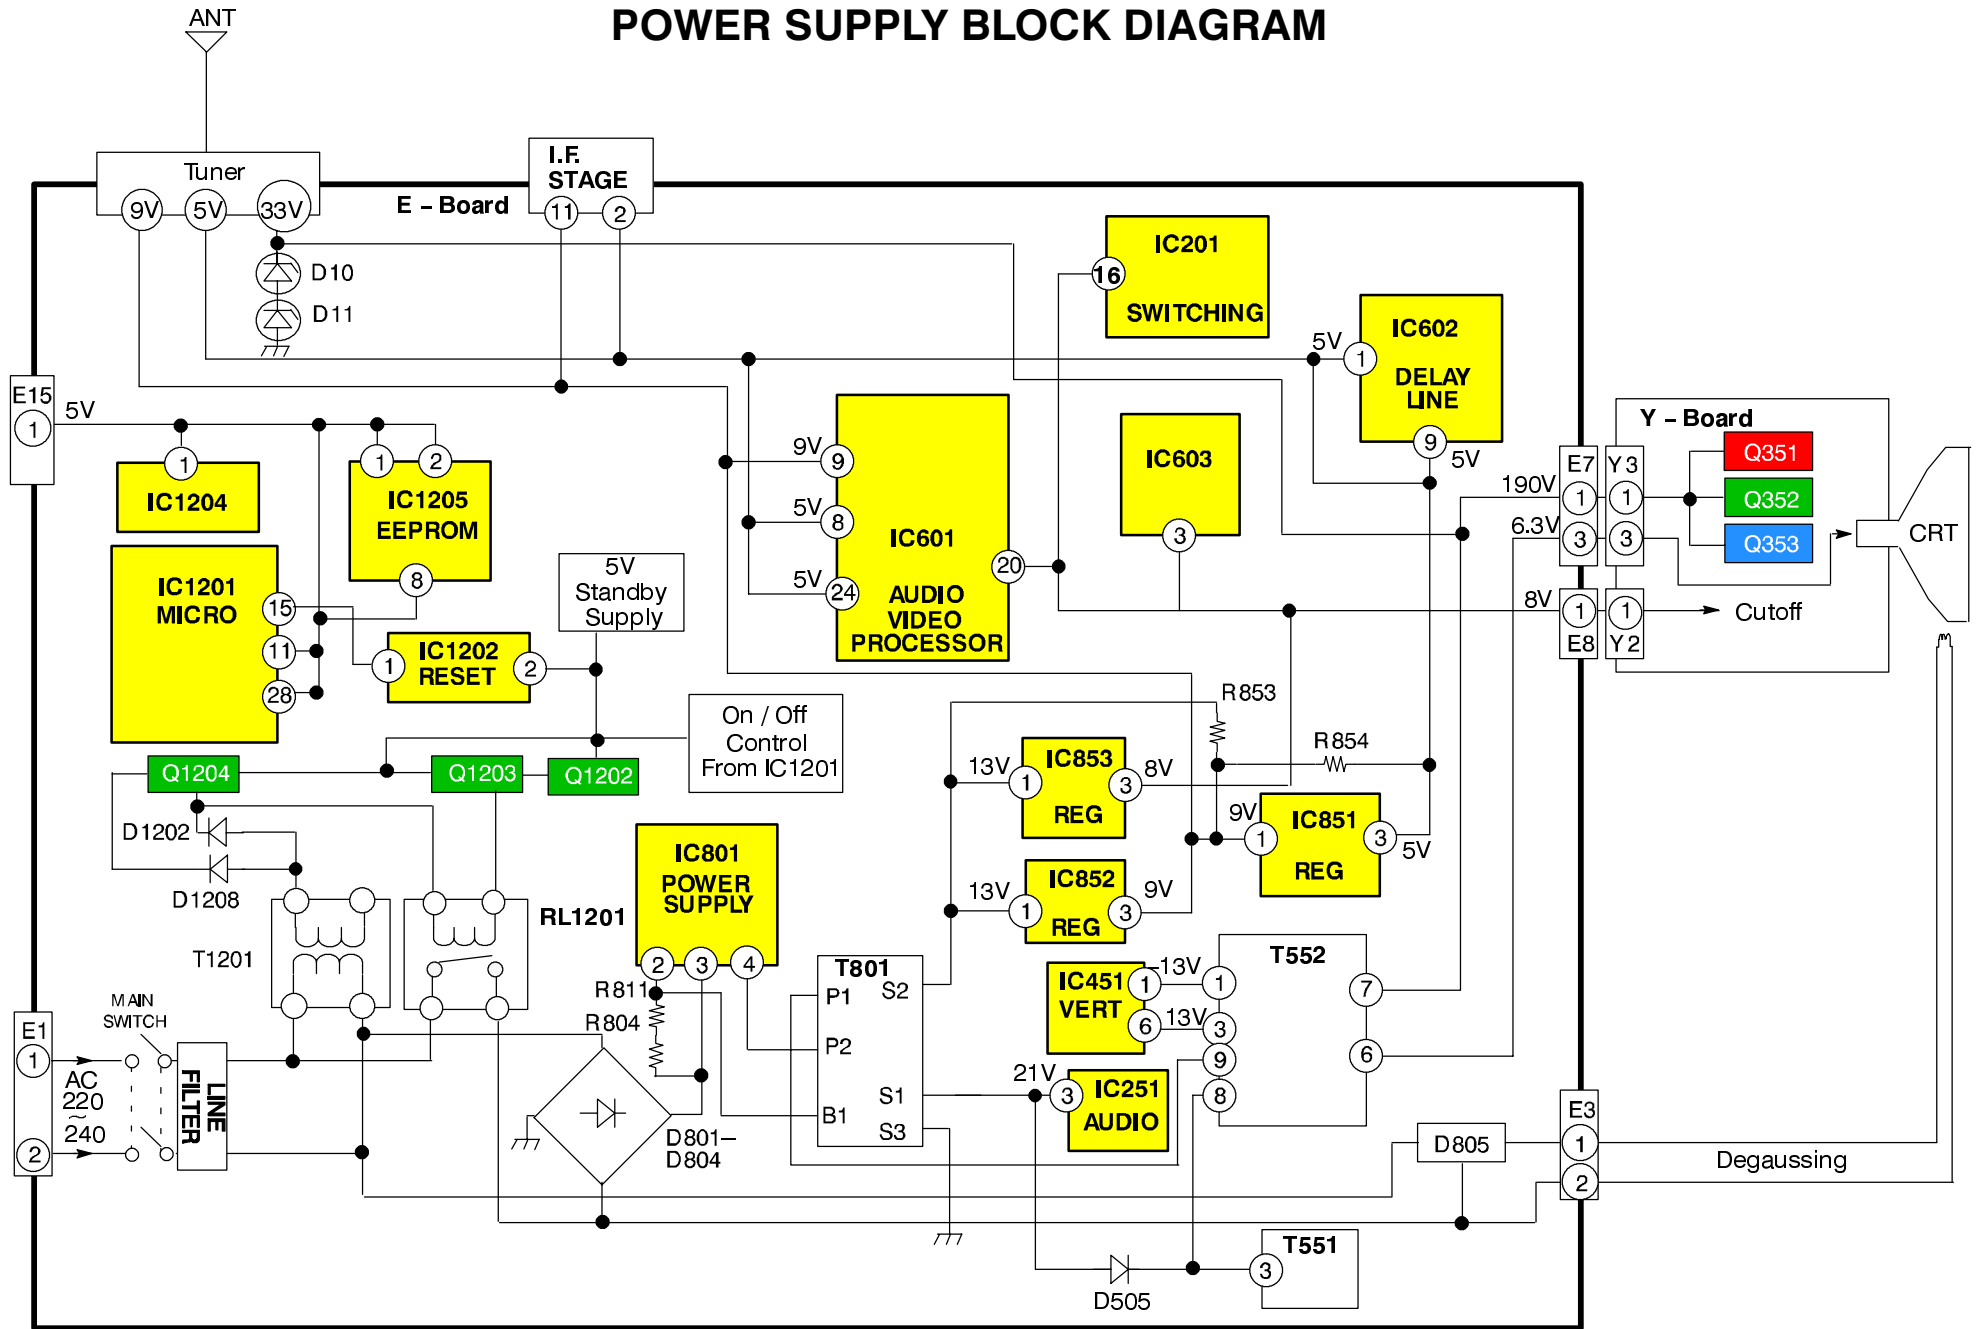 POWER SUPPLY BLOCK DIAGRAM
ANT
Tuner
9V
5V
33V
E – Board
I.F.
STAGE
11
2
D10
D11
IC201
16
SWITCHING
IC602
5V
1
DELAY
LINE
9
5V
E15
1
5V
1
IC1204
1
2
IC1205
EEPROM
8
IC1201
MICRO
15
11
28
IC1202
RESET
1
2
5V
Standby
Supply
9V
9
5V
8
5V
24
IC601
AUDIO
VIDEO
PROCESSOR
20
IC603
3
Y – Board
E7
Y3
190V
1
1
6.3V
3
3
8V
1
1
E8
Y2
Q351
Q352
Q353
CRT
Cutoff
On / Off
Control
From IC1201
Q1204
Q1203
Q1202
D1202
D1208
T1201
RL1201
R853
R854
13V
1
IC853
REG
3
8V
9V
1
IC851
REG
3
5V
13V
1
IC852
REG
3
9V
IC801
POWER
SUPPLY
2
3
4
R811
R804
T801
P1
P2
B1
S2
S1
S3
IC451
VERT
1
6
–13V
13V
T552
1
3
9
8
7
6
21V
3
IC251
AUDIO
D801–
D804
MAIN
SWITCH
E1
1
2
AC
220
~
240
LINE
FILTER
D805
E3
1
2
Degaussing
D505
T551
3